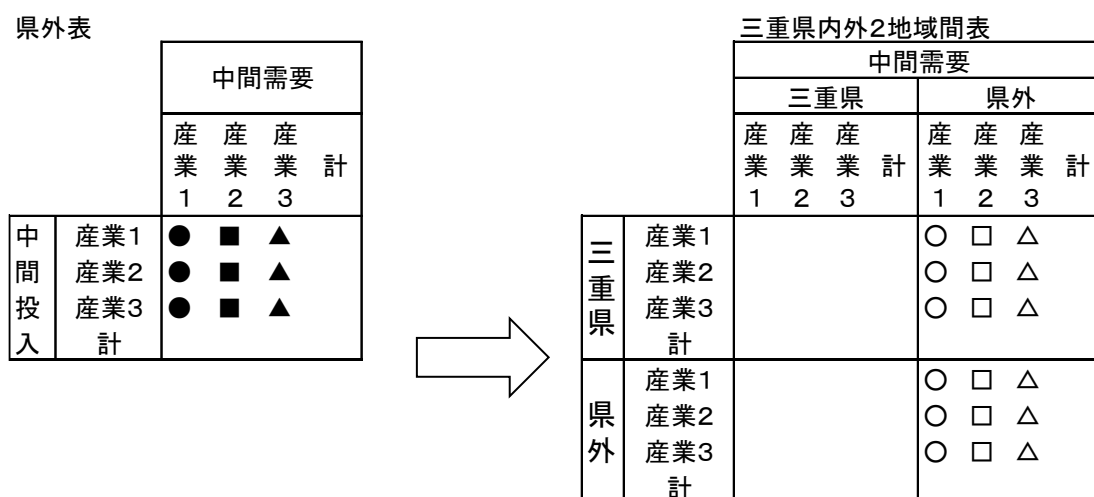 県外表
中間需要
産業1 産業2 産業3 計
中間投入
産業1 ● ■ ▲
産業2 ● ■ ▲
産業3 ● ■ ▲
計
三重県内外2地域間表
中間需要
三重県 県外
産業1 産業2 産業3 計 産業1 産業2 産業3 計
三重県
産業1 ○ □ △
産業2 ○ □ △
産業3 ○ □ △
計
県外
産業1 ○ □ △
産業2 ○ □ △
産業3 ○ □ △
計